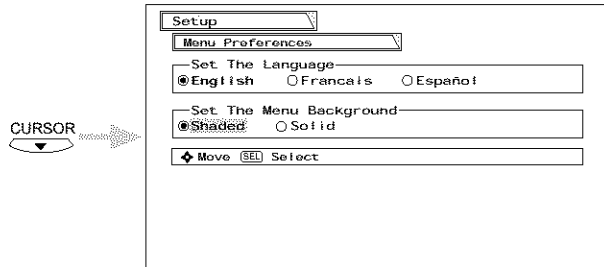 Setup
Menu Preferences
Set The Language
English Francais Español
Set The Menu Background
CURSOR
Shaded Solid
Move SEL Select